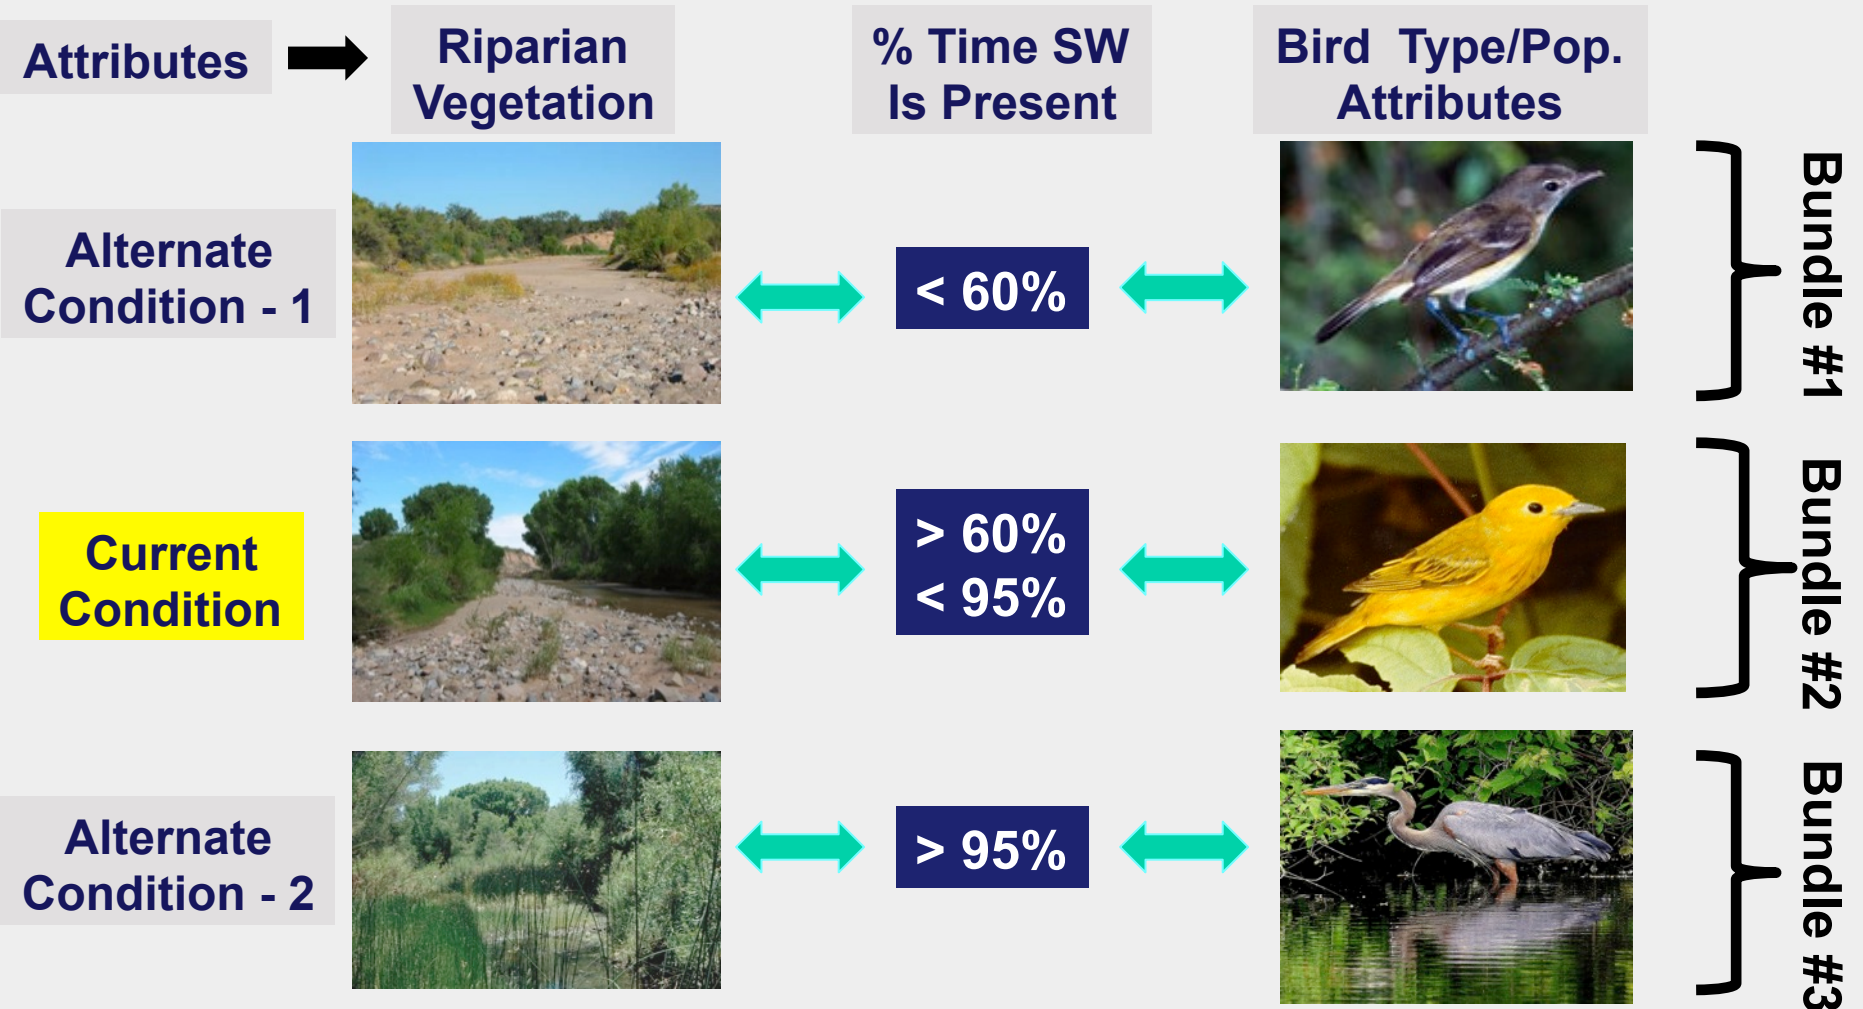 Attributes
Riparian
Vegetation
% Time SW
Is Present
Bird Type/Pop.
Attributes
Alternate
Condition - 1
< 60%
Bundle #1
Current
Condition
> 60%
< 95%
Bundle #2
Alternate
Condition - 2
> 95%
Bundle #3